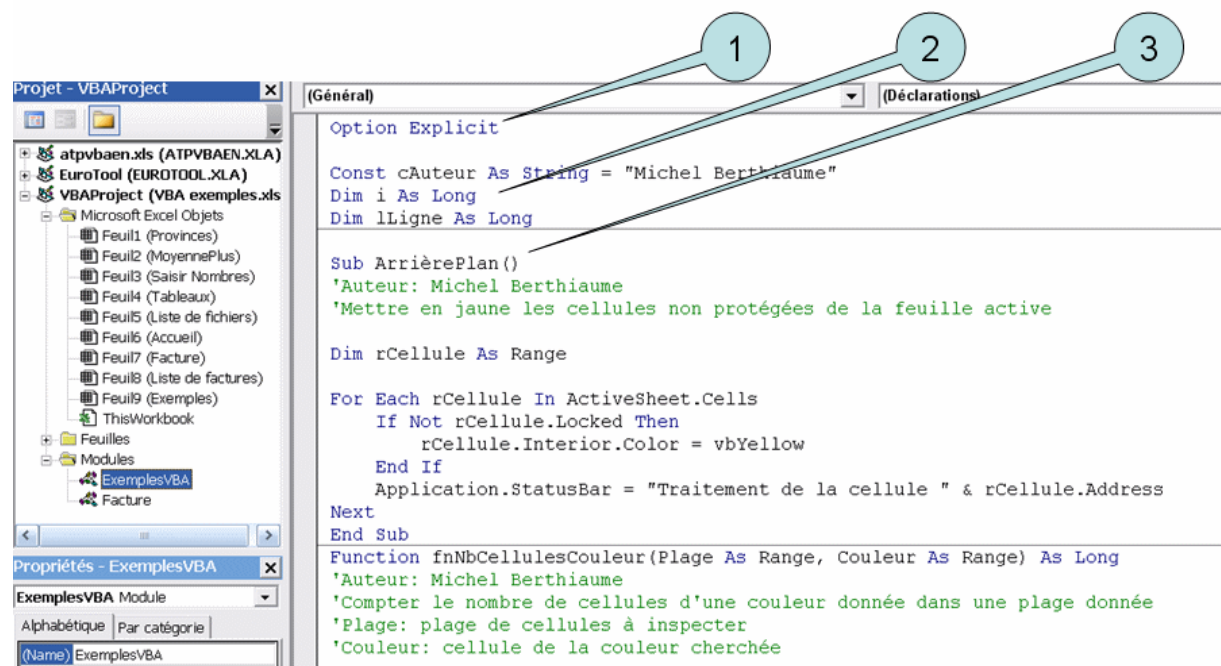 1
2
3
Projet - VBAProject
atpvbaen.xls (ATPVBAEN.XLA)
EuroTool (EUROTOOL.XLA)
VBAProject (VBA exemples.xls
Microsoft Excel Objets
Feuil1 (Provinces)
Feuil2 (MoyennePlus)
Feuil3 (Saisir Nombres)
Feuil4 (Tableaux)
Feuil5 (Liste de fichiers)
Feuil6 (Accueil)
Feuil7 (Facture)
Feuil8 (Liste de factures)
Feuil9 (Exemples)
ThisWorkbook
Feuilles
Modules
ExemplesVBA
Facture
Propriétés - ExemplesVBA
ExemplesVBA Module
Alphabétique Par catégorie
(Name) ExemplesVBA
(Général) (Déclarations)
Option Explicit
Const cAuteur As String = "Michel Berthiaume"
Dim i As Long
Dim lLigne As Long
Sub ArrièrePlan()
'Auteur: Michel Berthiaume
'Mettre en jaune les cellules non protégées de la feuille active
Dim rCellule As Range
For Each rCellule In ActiveSheet.Cells
If Not rCellule.Locked Then
rCellule.Interior.Color = vbYellow
End If
Application.StatusBar = "Traitement de la cellule " & rCellule.Address
Next
End Sub
Function fnNbCellulesCouleur(Plage As Range, Couleur As Range) As Long
'Auteur: Michel Berthiaume
'Compter le nombre de cellules d'une couleur donnée dans une plage donnée
'Plage: plage de cellules à inspecter
'Couleur: cellule de la couleur cherchée